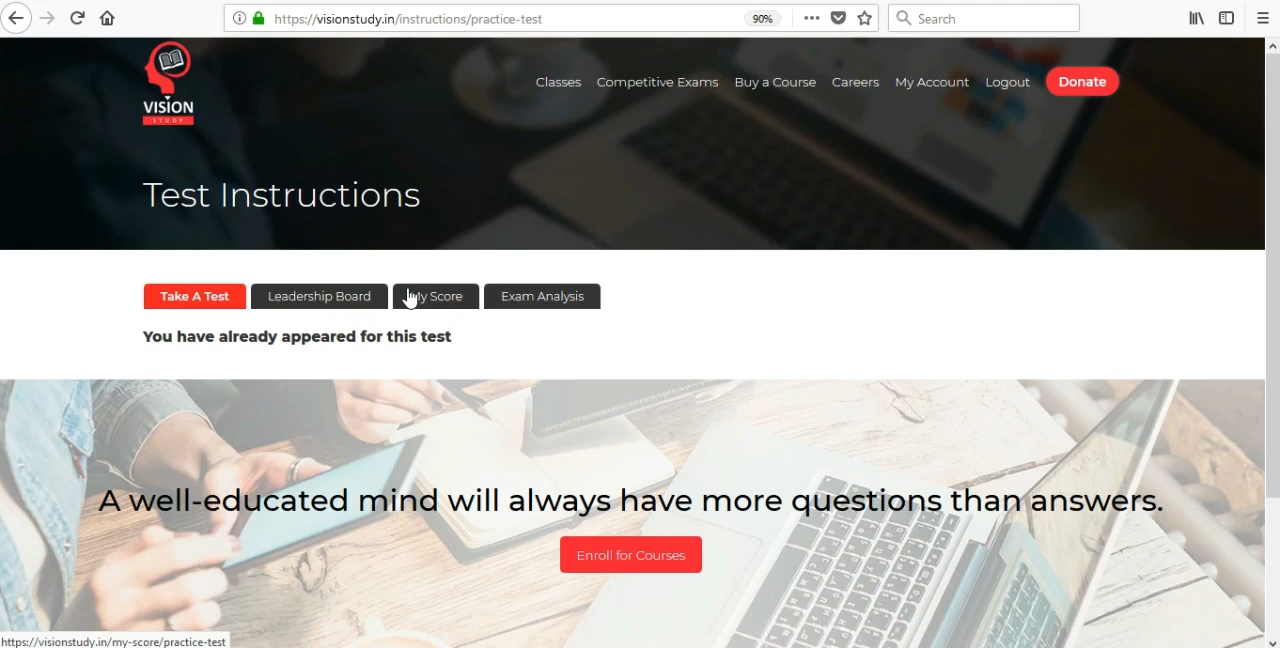 https://visionstudy.in/instructions/practice-test
90%
Search
VISION
STUDY
Classes
Competitive Exams
Buy a Course
Careers
My Account
Logout
Donate
Test Instructions
Take A Test
Leadership Board
My Score
Exam Analysis
You have already appeared for this test
A well-educated mind will always have more questions than answers.
Enroll for Courses
https://visionstudy.in/my-score/practice-test